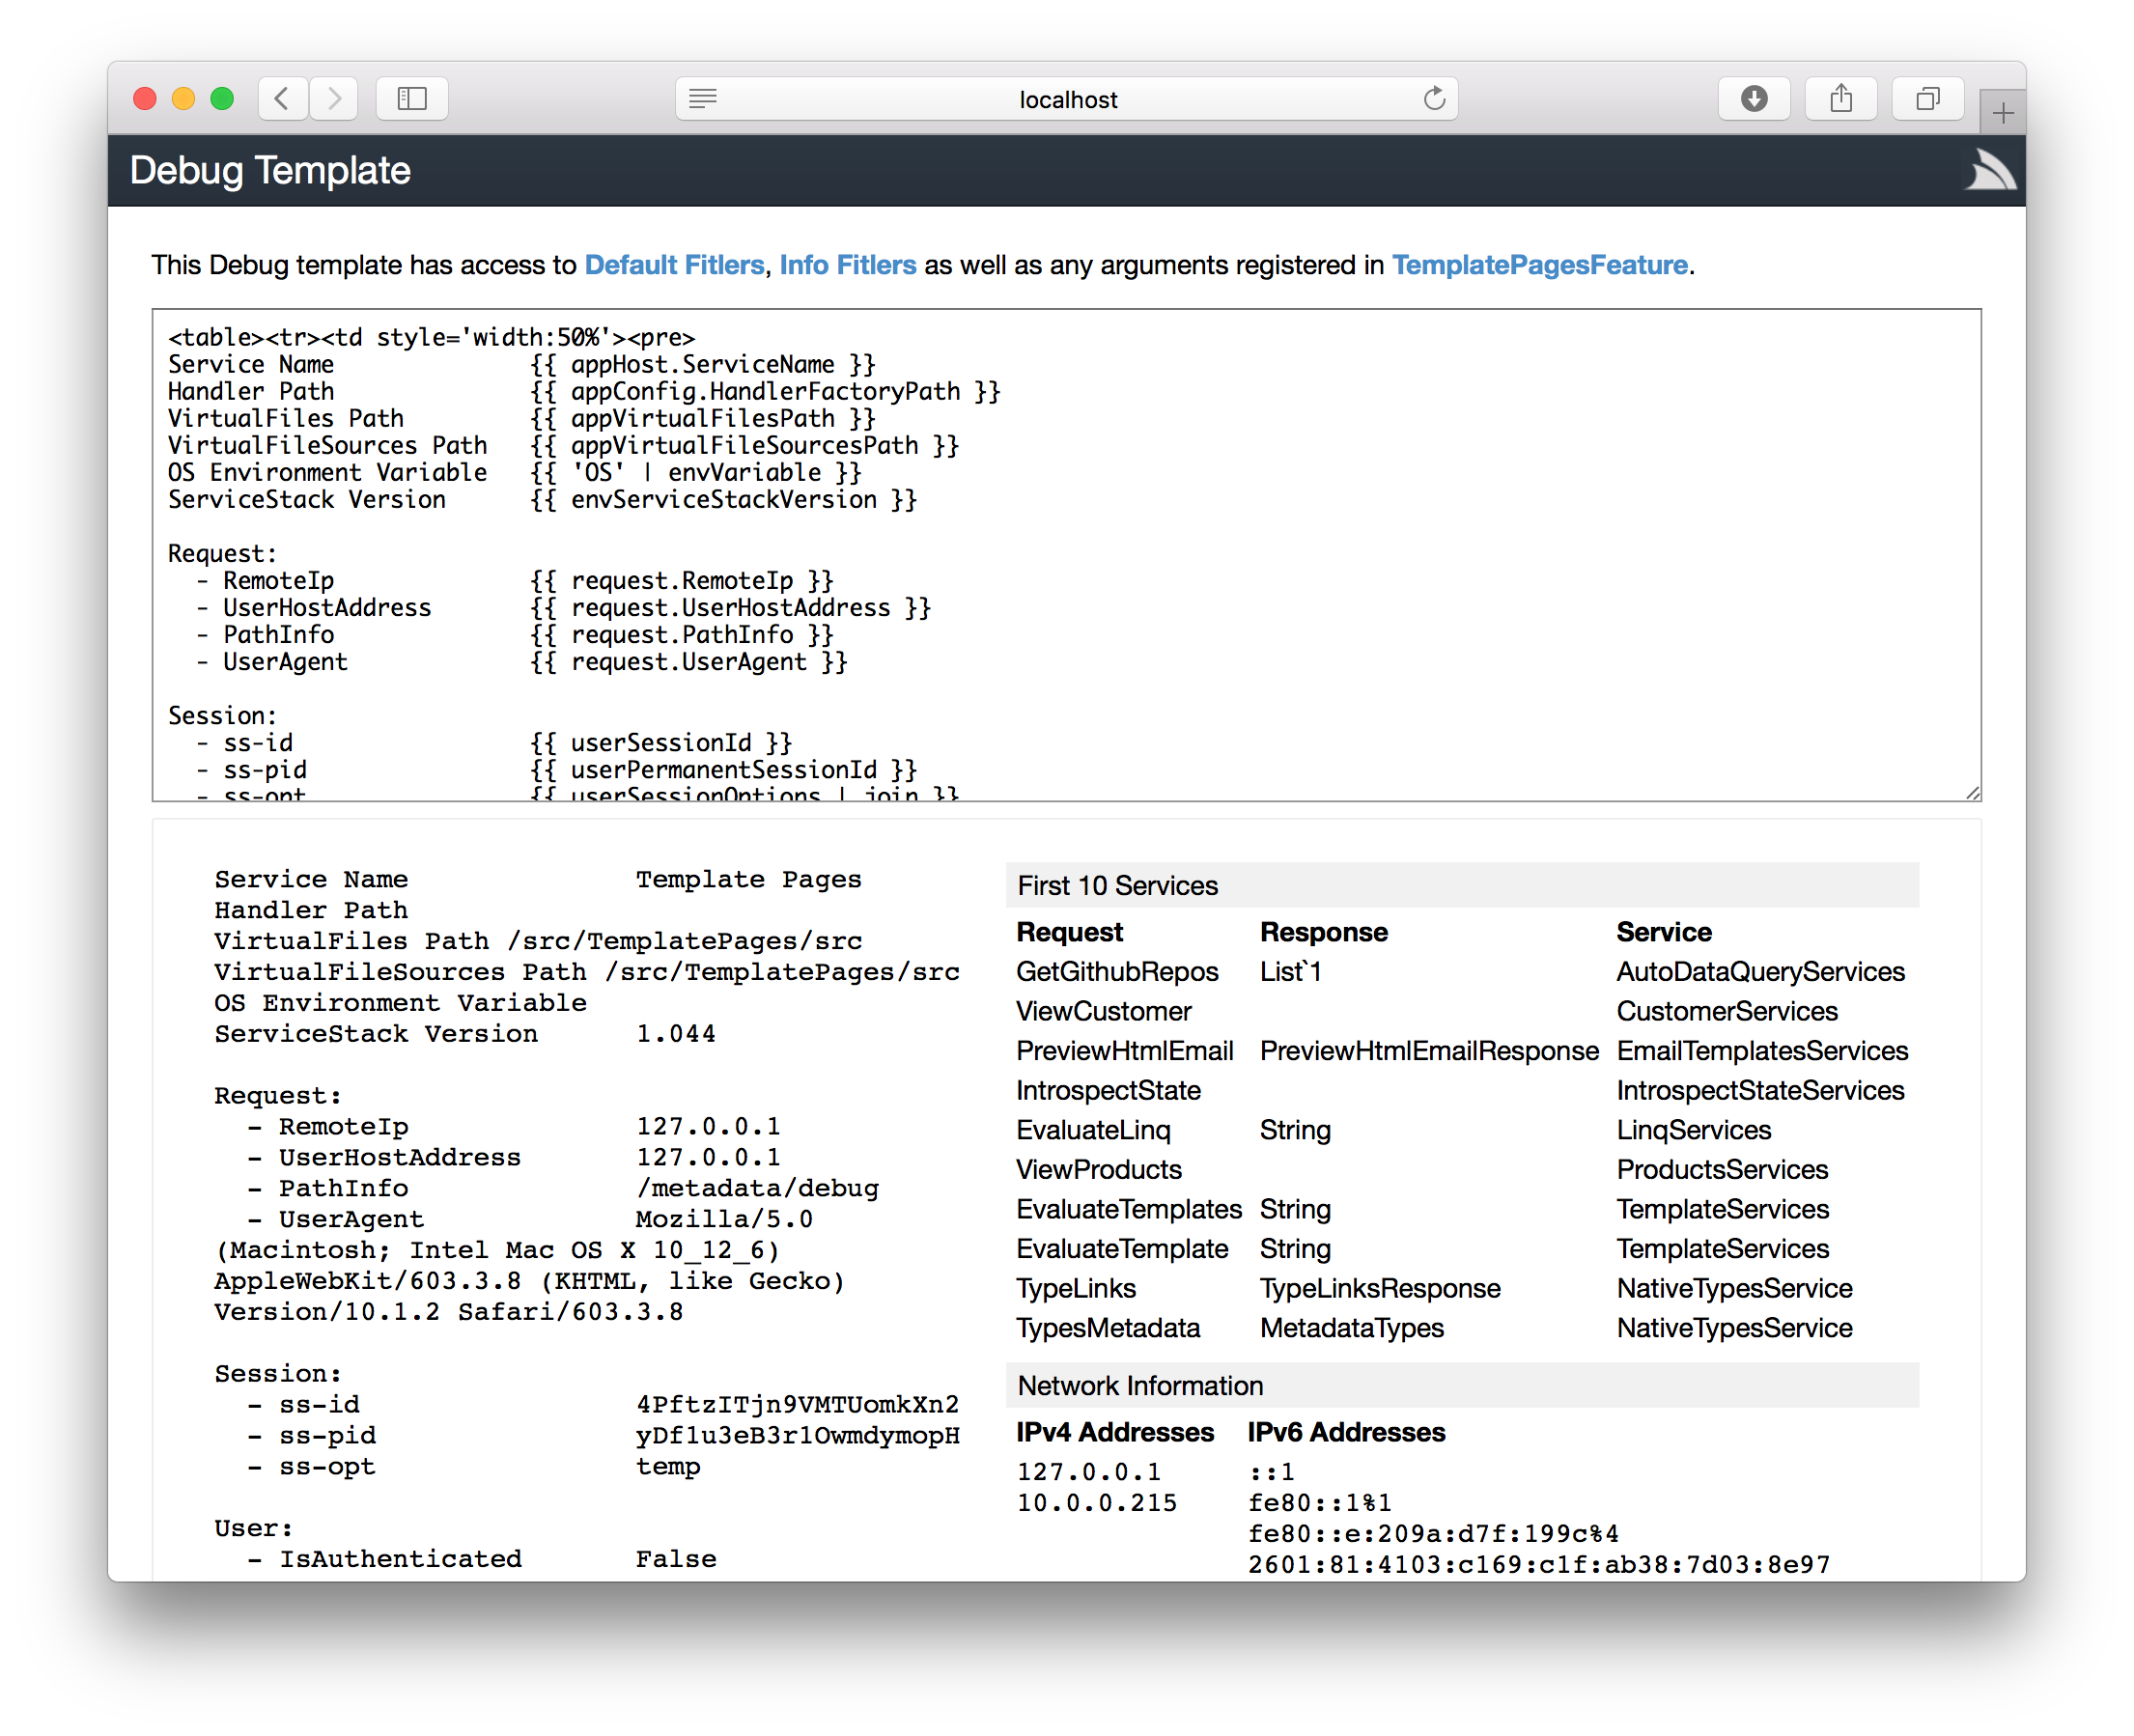 localhost
Debug Template
This Debug template has access to Default Fitlers, Info Fitlers as well as any arguments registered in TemplatePagesFeature.
<table><tr><td style='width:50%'><pre>
Service Name {{ appHost.ServiceName }}
Handler Path {{ appConfig.HandlerFactoryPath }}
VirtualFiles Path {{ appVirtualFilesPath }}
VirtualFileSources Path {{ appVirtualFileSourcesPath }}
OS Environment Variable {{ 'OS' | envVariable }}
ServiceStack Version {{ envServiceStackVersion }}
Request:
- RemoteIp {{ request.RemoteIp }}
- UserHostAddress {{ request.UserHostAddress }}
- PathInfo {{ request.PathInfo }}
- UserAgent {{ request.UserAgent }}
Session:
- ss-id {{ userSessionId }}
- ss-pid {{ userPermanentSessionId }}
- ss-opt {{ userSessionOptions | join }}
Service Name Template Pages
Handler Path
VirtualFiles Path /src/TemplatePages/src
VirtualFileSources Path /src/TemplatePages/src
OS Environment Variable
ServiceStack Version 1.044
Request:
- RemoteIp 127.0.0.1
- UserHostAddress 127.0.0.1
- PathInfo /metadata/debug
- UserAgent Mozilla/5.0
(Macintosh; Intel Mac OS X 10_12_6)
AppleWebKit/603.3.8 (KHTML, like Gecko)
Version/10.1.2 Safari/603.3.8
Session:
- ss-id 4PftzITjn9VMTUomkXn2
- ss-pid yDf1u3eB3r1OwmdymopH
- ss-opt temp
User:
- IsAuthenticated False
First 10 Services
Request Response Service
GetGithubRepos List`1 AutoDataQueryServices
ViewCustomer CustomerServices
PreviewHtmlEmail PreviewHtmlEmailResponse EmailTemplatesServices
IntrospectState IntrospectStateServices
EvaluateLinq String LinqServices
ViewProducts ProductsServices
EvaluateTemplates String TemplateServices
EvaluateTemplate String TemplateServices
TypeLinks TypeLinksResponse NativeTypesService
TypesMetadata MetadataTypes NativeTypesService
Network Information
IPv4 Addresses IPv6 Addresses
127.0.0.1 ::1
10.0.0.215 fe80::1%1
fe80::e:209a:d7f:199c%4
2601:81:4103:c169:c1f:ab38:7d03:8e97